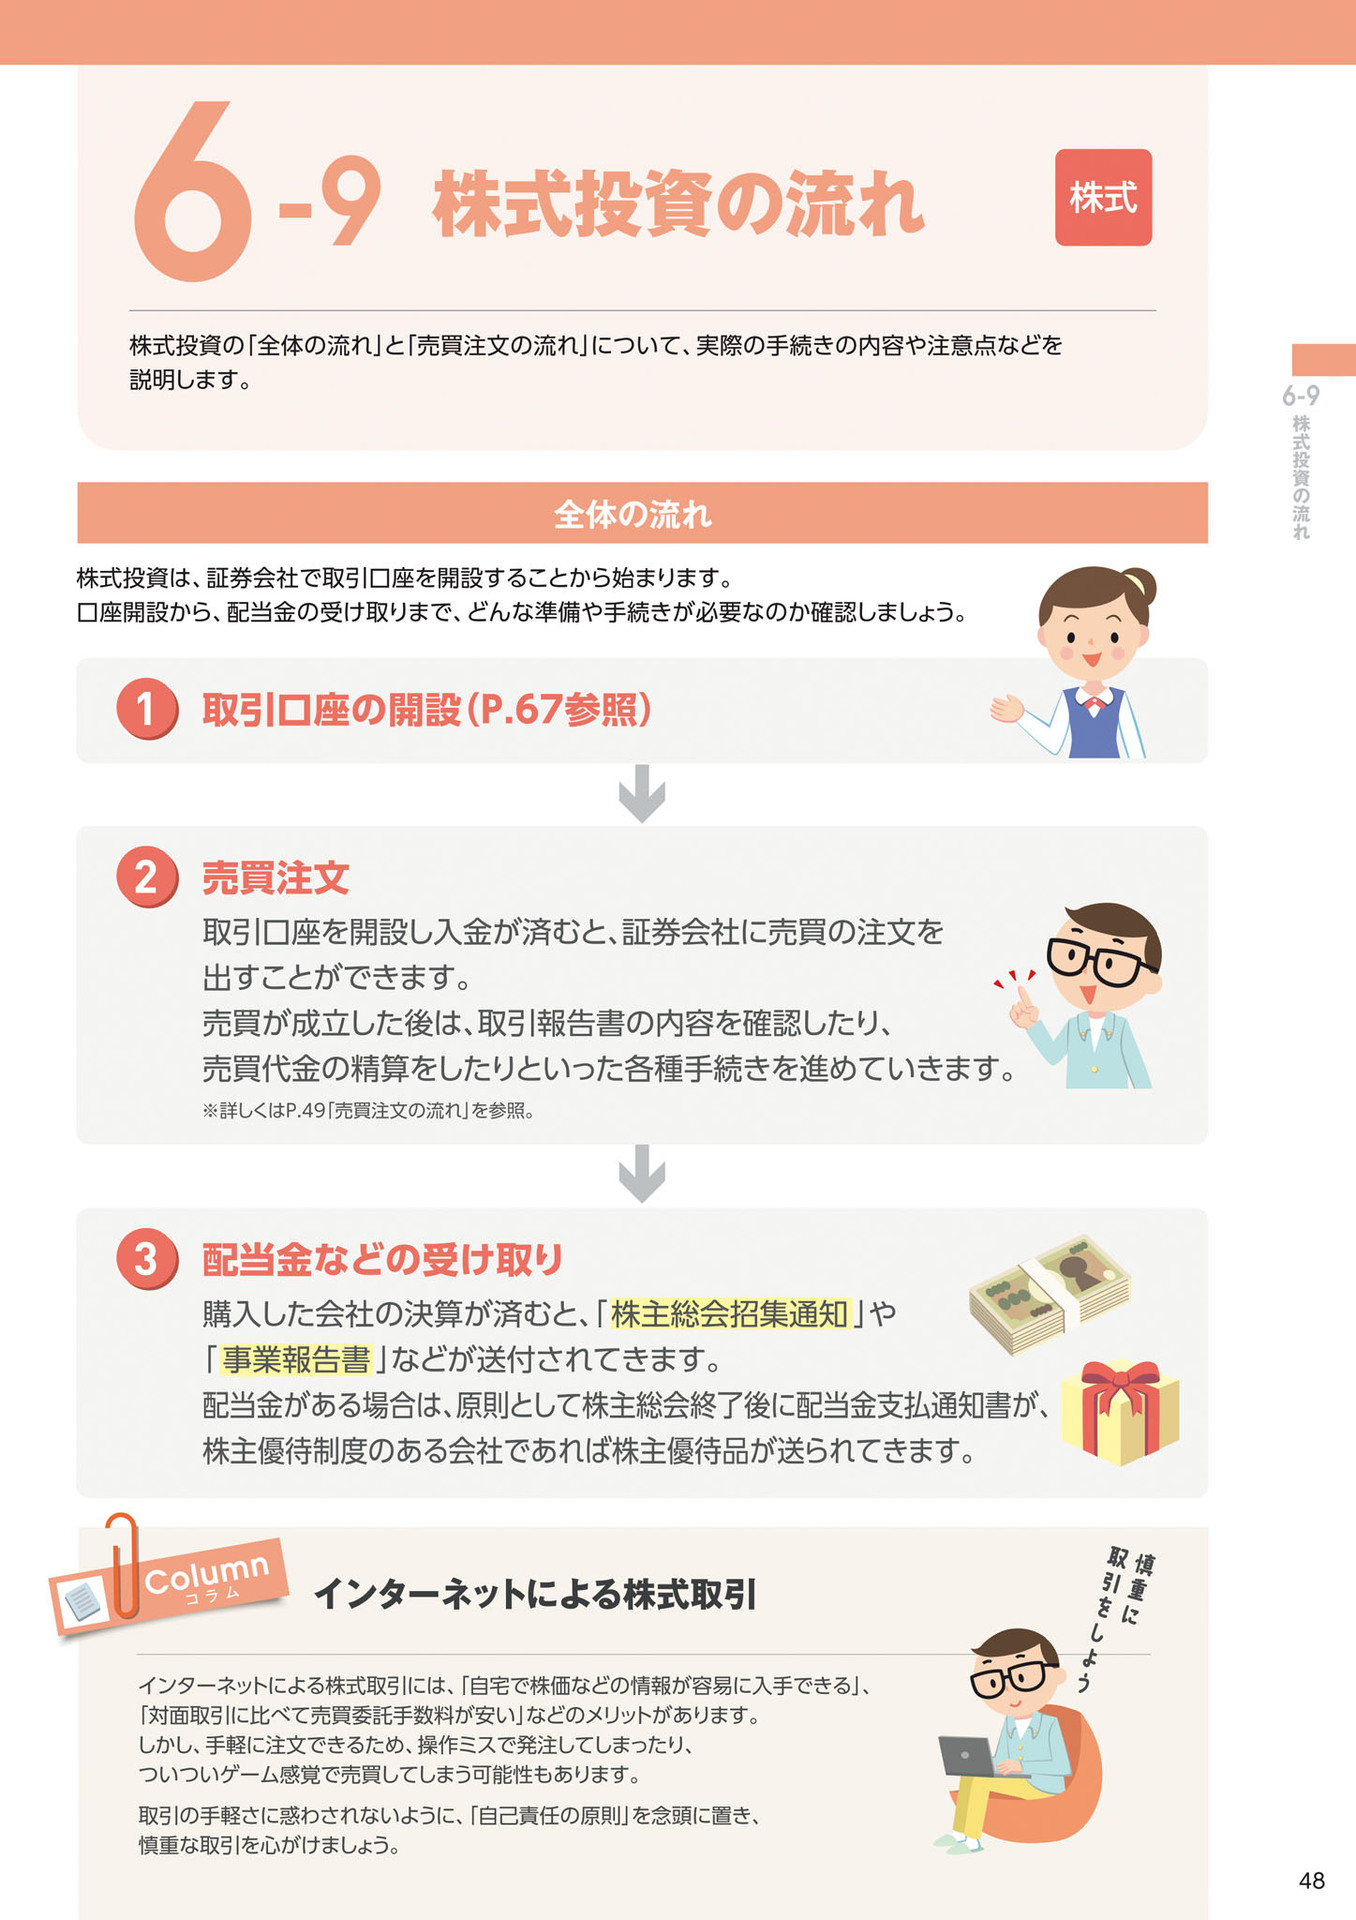 6-9 株式投資の流れ
株式
株式投資の「全体の流れ」と「売買注文の流れ」について、実際の手続きの内容や注意点などを
説明します。
6-9
株式投資の流れ
全体の流れ
株式投資は、証券会社で取引口座を開設することから始まります。
口座開設から、配当金の受け取りまで、どんな準備や手続きが必要なのか確認しましょう。
1 取引口座の開設(P.67参照)
2 売買注文
取引口座を開設し入金が済むと、証券会社に売買の注文を
出すことができます。
売買が成立した後は、取引報告書の内容を確認したり、
売買代金の精算をしたりといった各種手続きを進めていきます。
※詳しくはP.49「売買注文の流れ」を参照。
3 配当金などの受け取り
購入した会社の決算が済むと、「株主総会招集通知」や
「事業報告書」などが送付されてきます。
配当金がある場合は、原則として株主総会終了後に配当金支払通知書が、
株主優待制度のある会社であれば株主優待品が送られてきます。
Column
コラム
インターネットによる株式取引
慎重に
取引をしよう
インターネットによる株式取引には、「自宅で株価などの情報が容易に入手できる」、
「対面取引に比べて売買委託手数料が安い」などのメリットがあります。
しかし、手軽に注文できるため、操作ミスで発注してしまったり、
ついついゲーム感覚で売買してしまう可能性もあります。
取引の手軽さに惑わされないように、「自己責任の原則」を念頭に置き、
慎重な取引を心がけましょう。
48